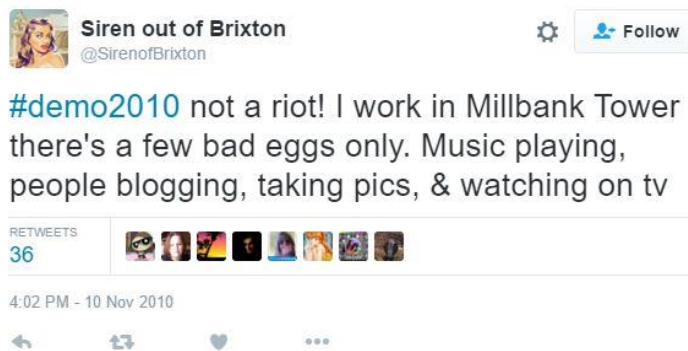 Siren out of Brixton
@SirenofBrixton
Follow
#demo2010 not a riot! I work in Millbank Tower
there's a few bad eggs only. Music playing,
people blogging, taking pics, & watching on tv
RETWEETS
36
4:02 PM - 10 Nov 2010